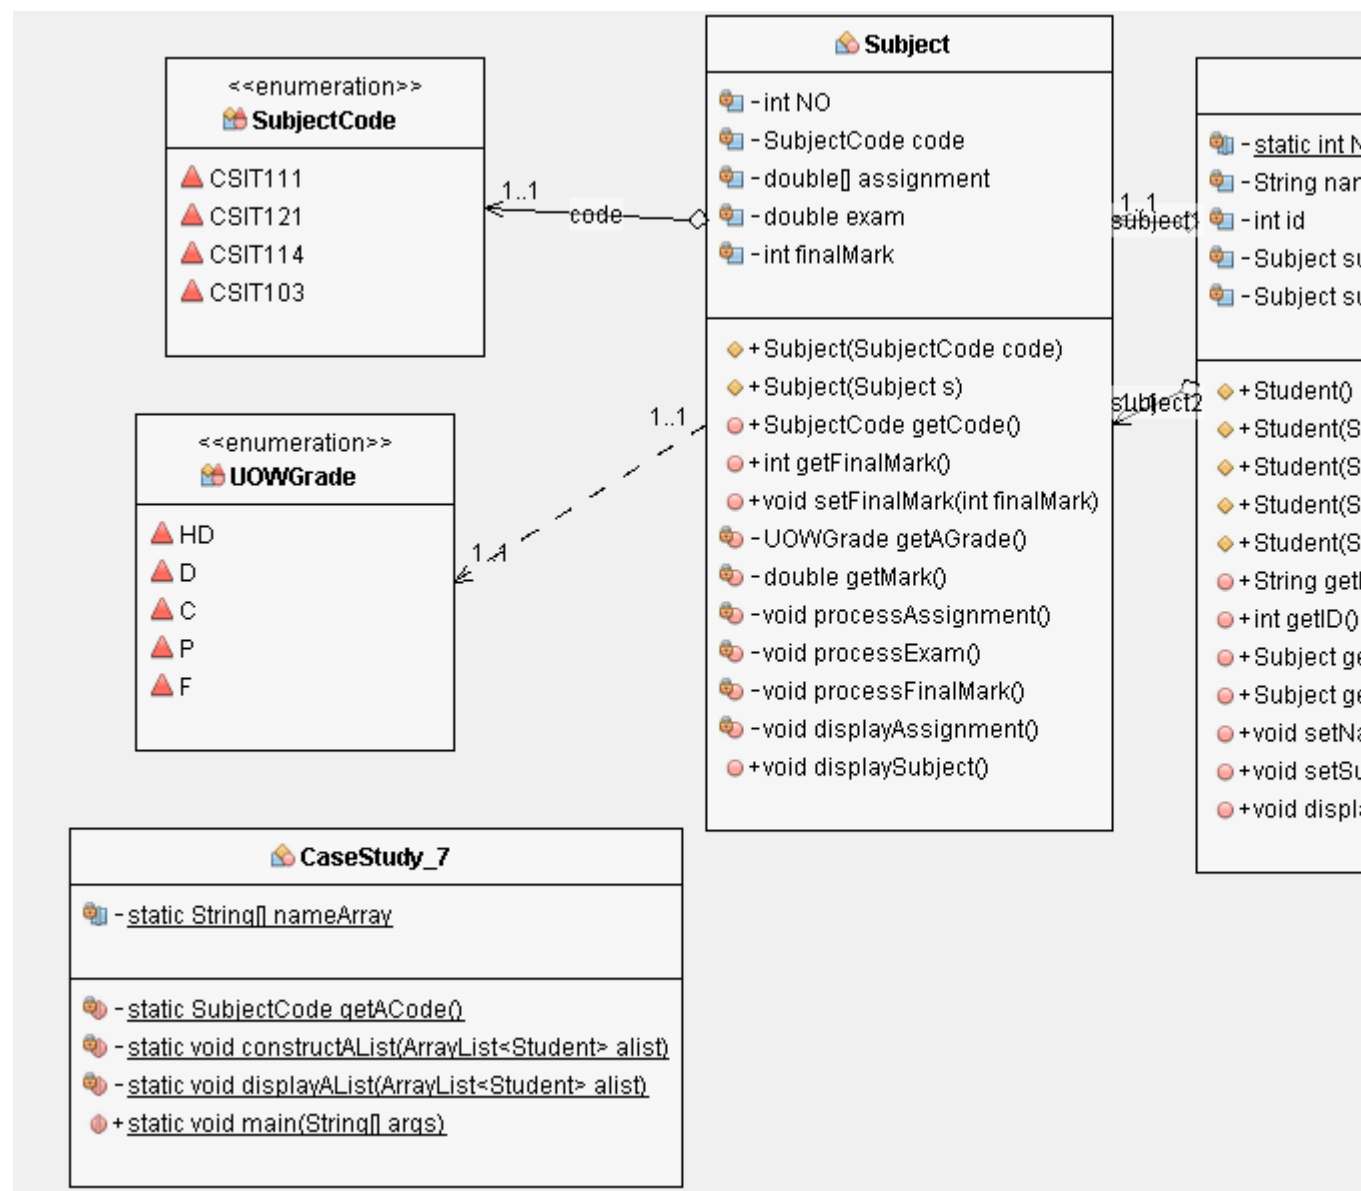 <<enumeration>>
SubjectCode
CSIT111
CSIT121
CSIT114
CSIT103
1..1
code
<<enumeration>>
UOWGrade
HD
D
C
P
F
1..1
1..1
Subject
- int NO
- SubjectCode code
- double[] assignment
- double exam
- int finalMark
+ Subject(SubjectCode code)
+ Subject(Subject s)
+ SubjectCode getCode()
+ int getFinalMark()
+ void setFinalMark(int finalMark)
- UOWGrade getAGrade()
- double getMark()
- void processAssignment()
- void processExam()
- void processFinalMark()
- void displayAssignment()
+ void displaySubject()
1..1
subject1
1..1
subject2
- static int
- String
- int id
- Subject
- Subject
+ Student()
+ Student(S
+ Student(S
+ Student(S
+ Student(S
+ String
+ int getID()
+ Subject
+ Subject
+ void
+ void
+ void
CaseStudy_7
- static String[] nameArray
- static SubjectCode getACode()
- static void constructAList(ArrayList<Student> alist)
- static void displayAList(ArrayList<Student> alist)
+ static void main(String[] args)